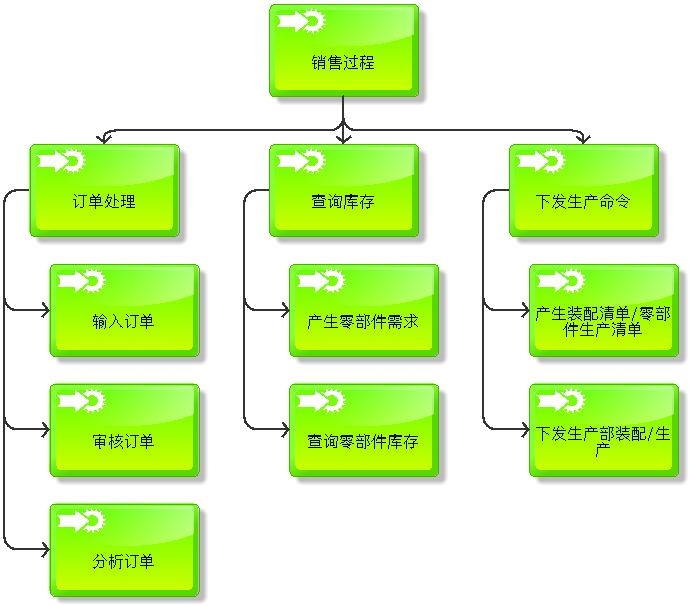 销售过程
订单处理
查询库存
下发生产命令
输入订单
产生零部件需求
产生装配清单/零部
件生产清单
审核订单
查询零部件库存
下发生产部装配/生
产
分析订单